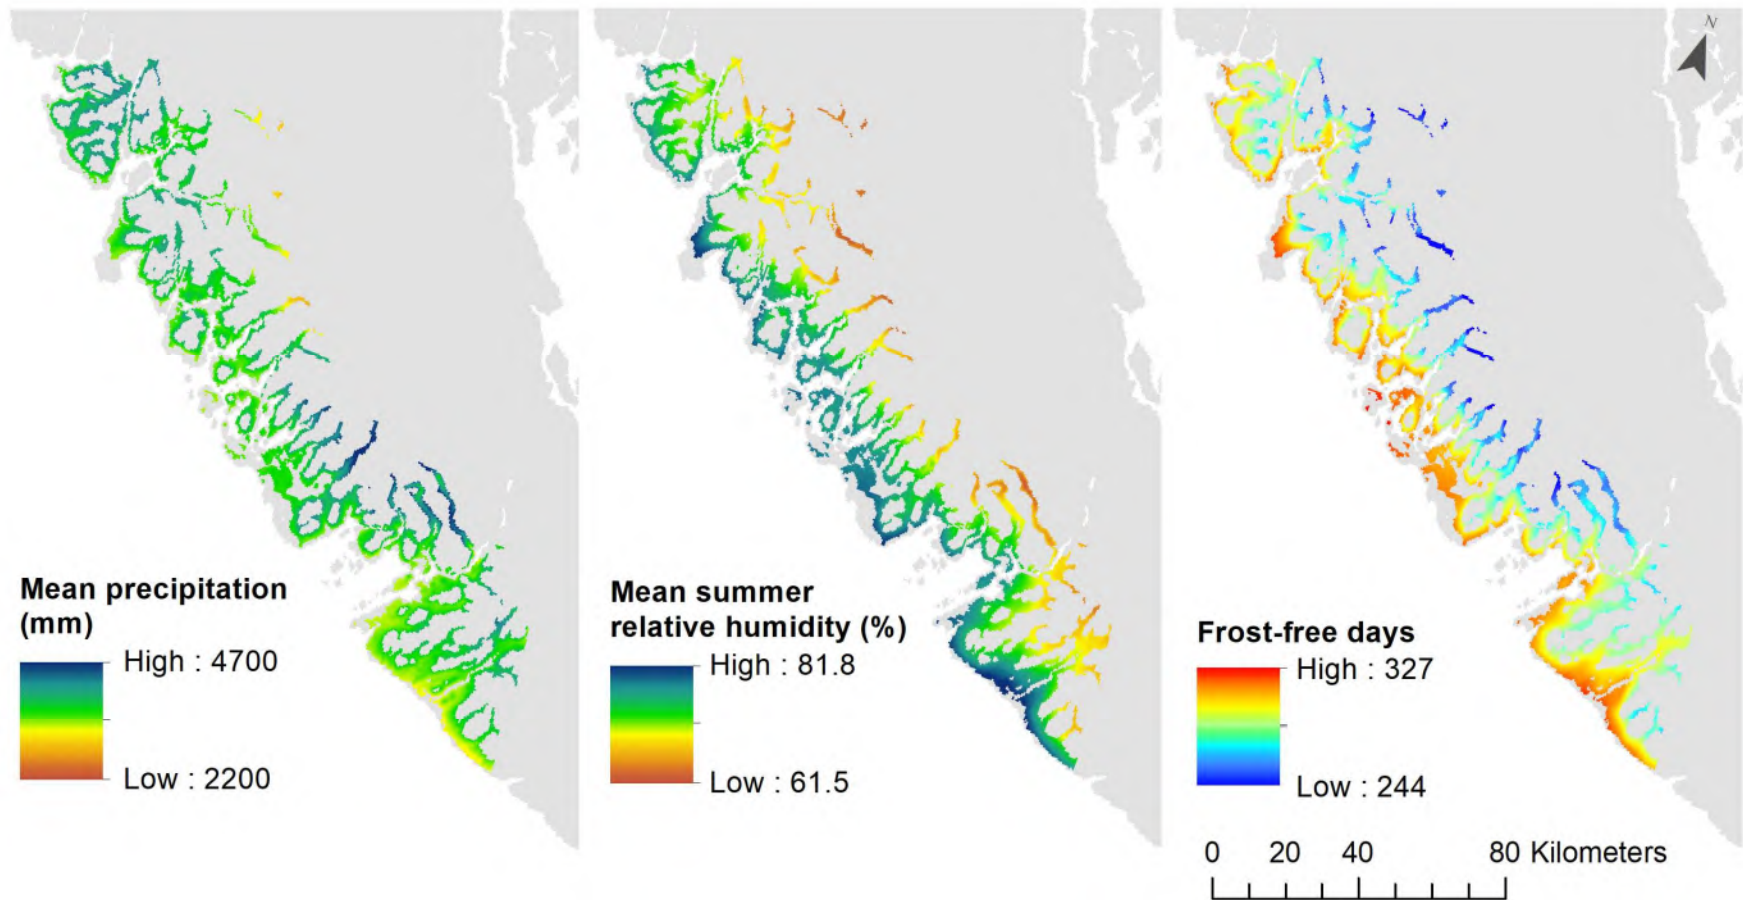 N
Mean precipitation
(mm)
High : 4700
Low : 2200
Mean summer
relative humidity (%)
High : 81.8
Low : 61.5
Frost-free days
High : 327
Low : 244
0 20 40 80 Kilometers